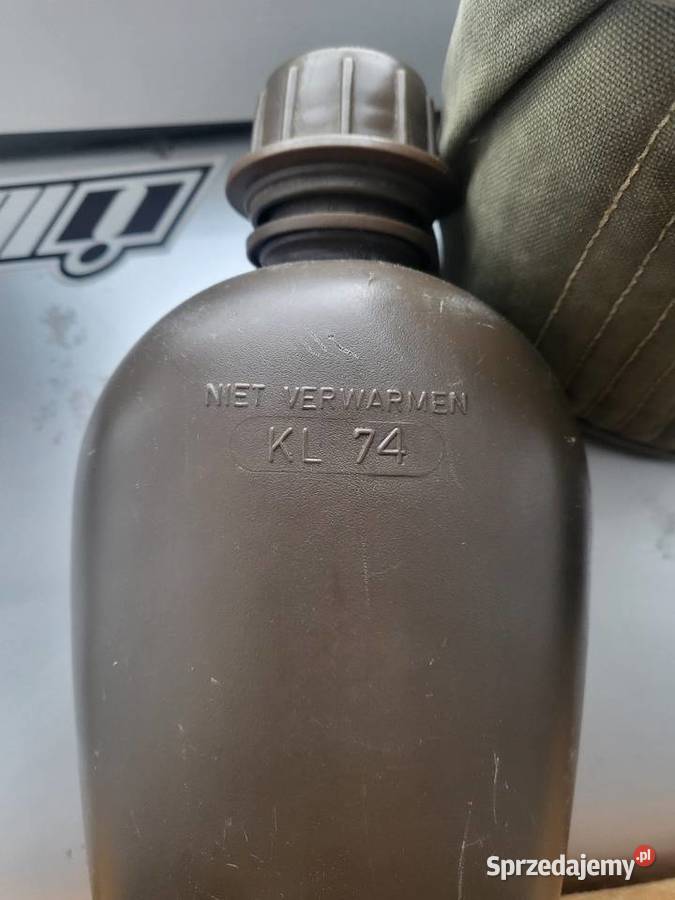 NIET VERWARMEN
KL 74
Sprzedajemy.pl